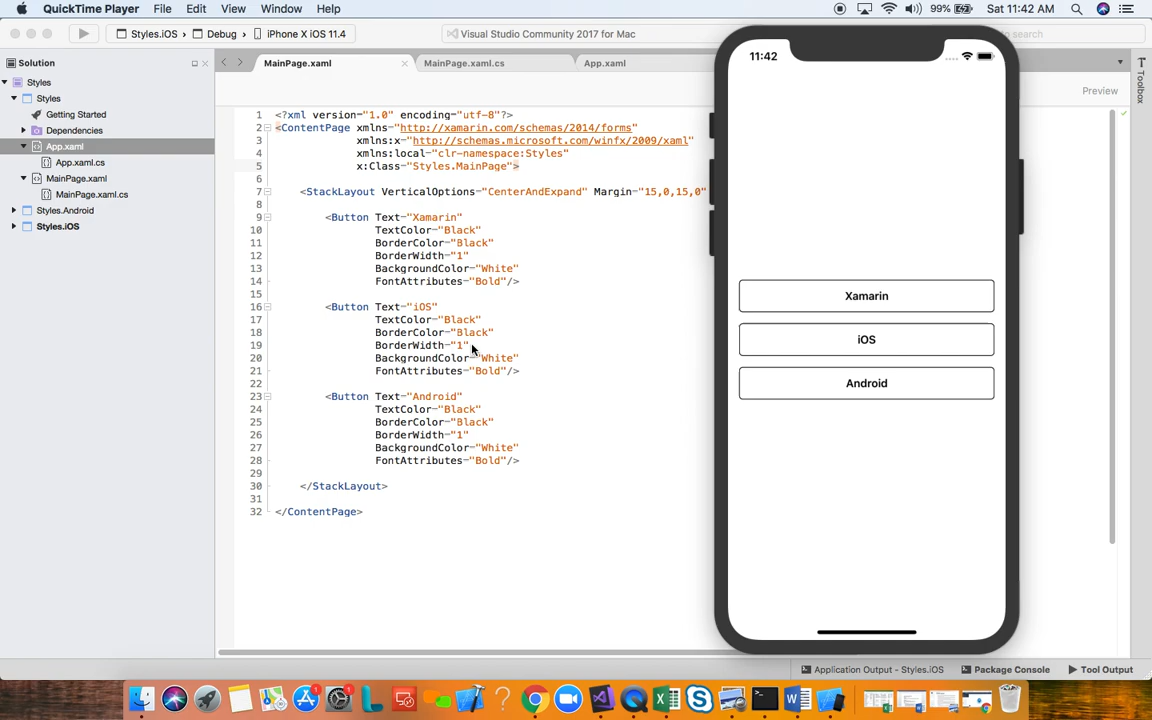 QuickTime Player File Edit View Window Help 99% Sat 11:42 AM
Styles.iOS > Debug > iPhone X iOS 11.4
Visual Studio Community 2017 for Mac
to search
Solution
Styles
Styles
Getting Started
Dependencies
App.xaml
App.xaml.cs
MainPage.xaml
MainPage.xaml.cs
Styles.Android
Styles.iOS
MainPage.xaml MainPage.xaml.cs App.xaml
Preview
Toolbox
1 <?xml version="1.0" encoding="utf-8"?>
2 <ContentPage xmlns="http://xamarin.com/schemas/2014/forms"
3 xmlns:x="http://schemas.microsoft.com/winfx/2009/xaml"
4 xmlns:local="clr-namespace:Styles"
5 x:Class="Styles.MainPage">
6
7 <StackLayout VerticalOptions="CenterAndExpand" Margin="15,0,15,0"
8
9 <Button Text="Xamarin"
10 TextColor="Black"
11 BorderColor="Black"
12 BorderWidth="1"
13 BackgroundColor="White"
14 FontAttributes="Bold"/>
15
16 <Button Text="iOS"
17 TextColor="Black"
18 BorderColor="Black"
19 BorderWidth="1"
20 BackgroundColor="White"
21 FontAttributes="Bold"/>
22
23 <Button Text="Android"
24 TextColor="Black"
25 BorderColor="Black"
26 BorderWidth="1"
27 BackgroundColor="White"
28 FontAttributes="Bold"/>
29
30 </StackLayout>
31
32 </ContentPage>
11:42
Xamarin
iOS
Android
Application Output - Styles.iOS Package Console Tool Output